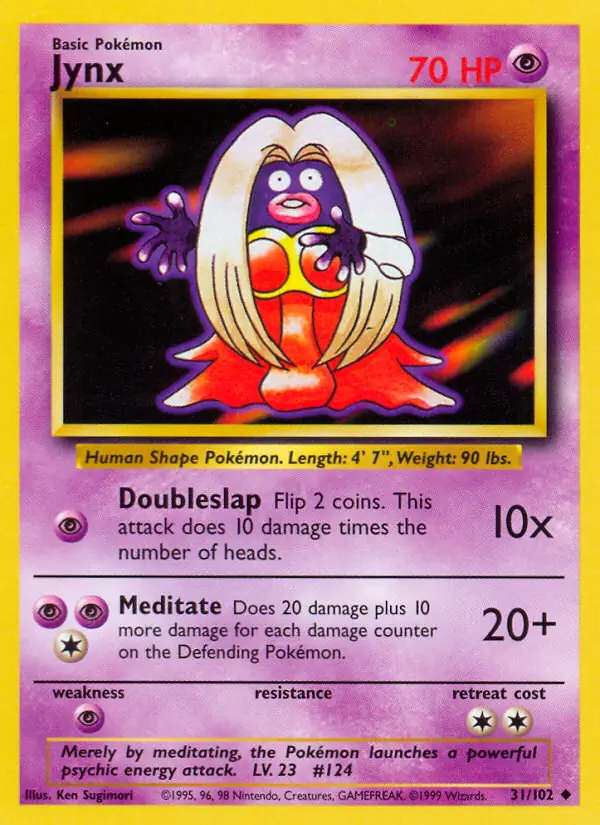 Basic Pokémon
Jynx
70 HP
Human Shape Pokémon. Length: 4' 7", Weight: 90 lbs.
Doubleslap Flip 2 coins. This
attack does 10 damage times the
number of heads.
10x
Meditate Does 20 damage plus 10
more damage for each damage counter
on the Defending Pokémon.
20+
weakness
resistance
retreat cost
Merely by meditating, the Pokémon launches a powerful
psychic energy attack. LV. 23 #124
Illus. Ken Sugimori ©1995, 96, 98 Nintendo, Creatures, GAMEFREAK. ©1999 Wizards. 31/102